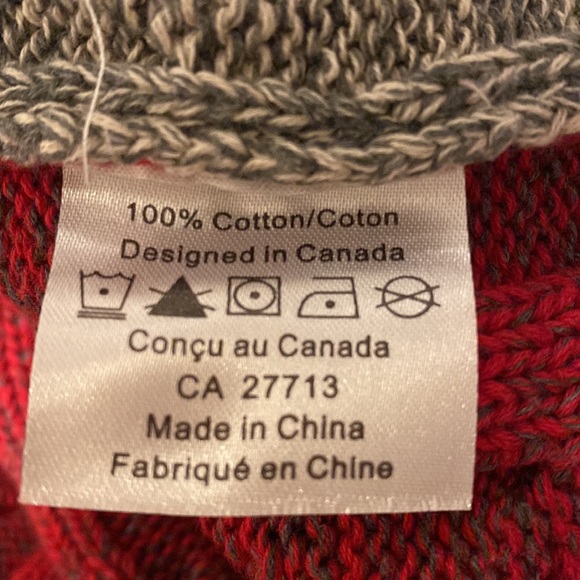 100% Cotton/Coton
Designed in Canada
Conçu au Canada
CA 27713
Made in China
Fabriqué en Chine